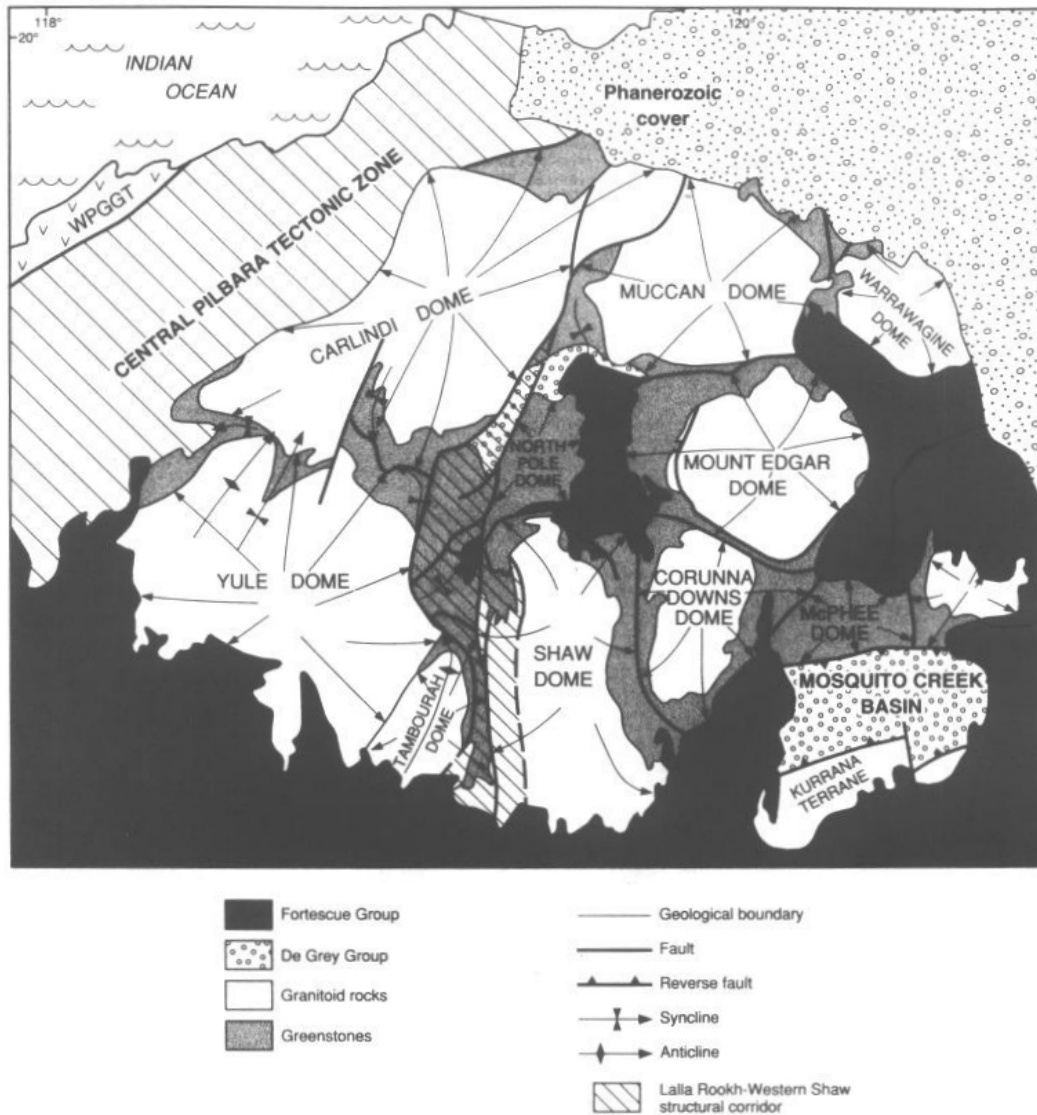 118°
120°
20°
INDIAN
OCEAN
Phanerozoic
cover
WPGGT
CENTRAL PILBARA TECTONIC ZONE
CARLINDI DOME
MUCCAN DOME
WARRAWAGINE
DOME
NORTH
POLE
DOME
MOUNT EDGAR
DOME
YULE DOME
CORUNNA
DOWNS
DOME
McPHEE
DOME
SHAW
DOME
TAMBOURAH
DOME
MOSQUITO CREEK
BASIN
KURRANA
TERRANE
Fortescue Group
De Grey Group
Granitoid rocks
Greenstones
Geological boundary
Fault
Reverse fault
Syncline
Anticline
Lalla Rookh-Western Shaw
structural corridor